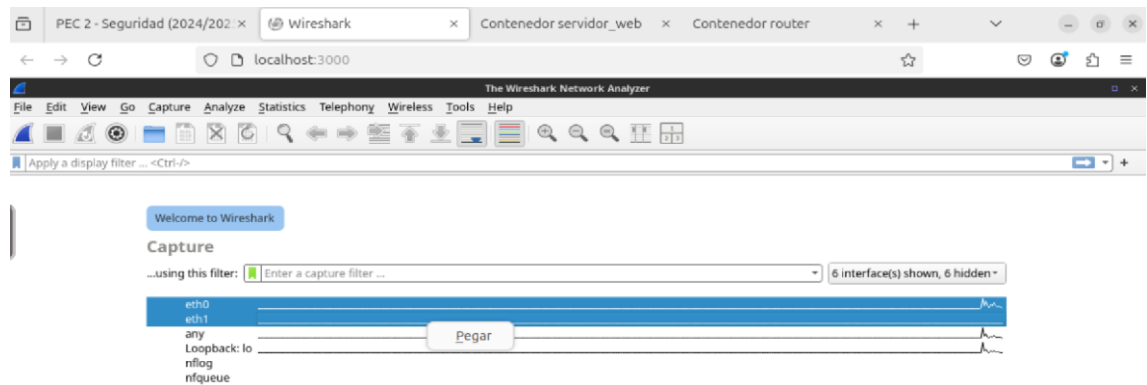 PEC 2 - Seguridad (2024/202 Wireshark Contenedor servidor_web Contenedor router
localhost:3000
The Wireshark Network Analyzer
File Edit View Go Capture Analyze Statistics Telephony Wireless Tools Help
Apply a display filter ... <Ctrl-/>
Welcome to Wireshark
Capture
...using this filter: Enter a capture filter ... 6 interface(s) shown, 6 hidden
eth0
eth1
any
Pegar
Loopback: lo
nflog
nfqueue